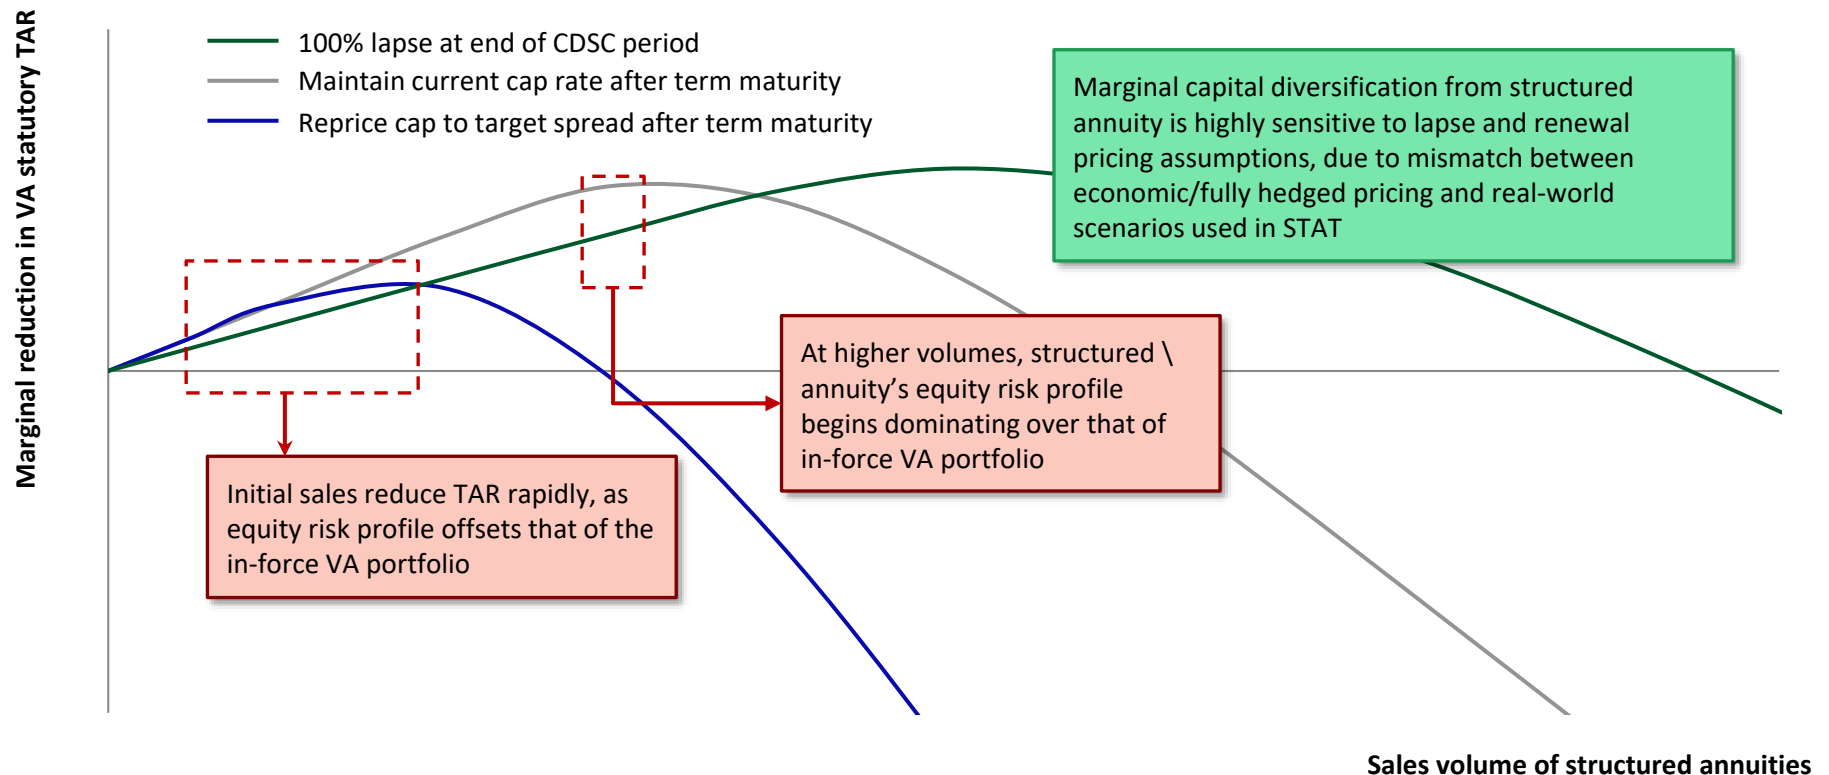 Marginal reduction in VA statutory TAR
100% lapse at end of CDSC period
Maintain current cap rate after term maturity
Reprice cap to target spread after term maturity
Marginal capital diversification from structured
annuity is highly sensitive to lapse and renewal
pricing assumptions, due to mismatch between
economic/fully hedged pricing and real-world
scenarios used in STAT
At higher volumes, structured \
annuity’s equity risk profile
begins dominating over that of
in-force VA portfolio
Initial sales reduce TAR rapidly, as
equity risk profile offsets that of the
in-force VA portfolio
Sales volume of structured annuities